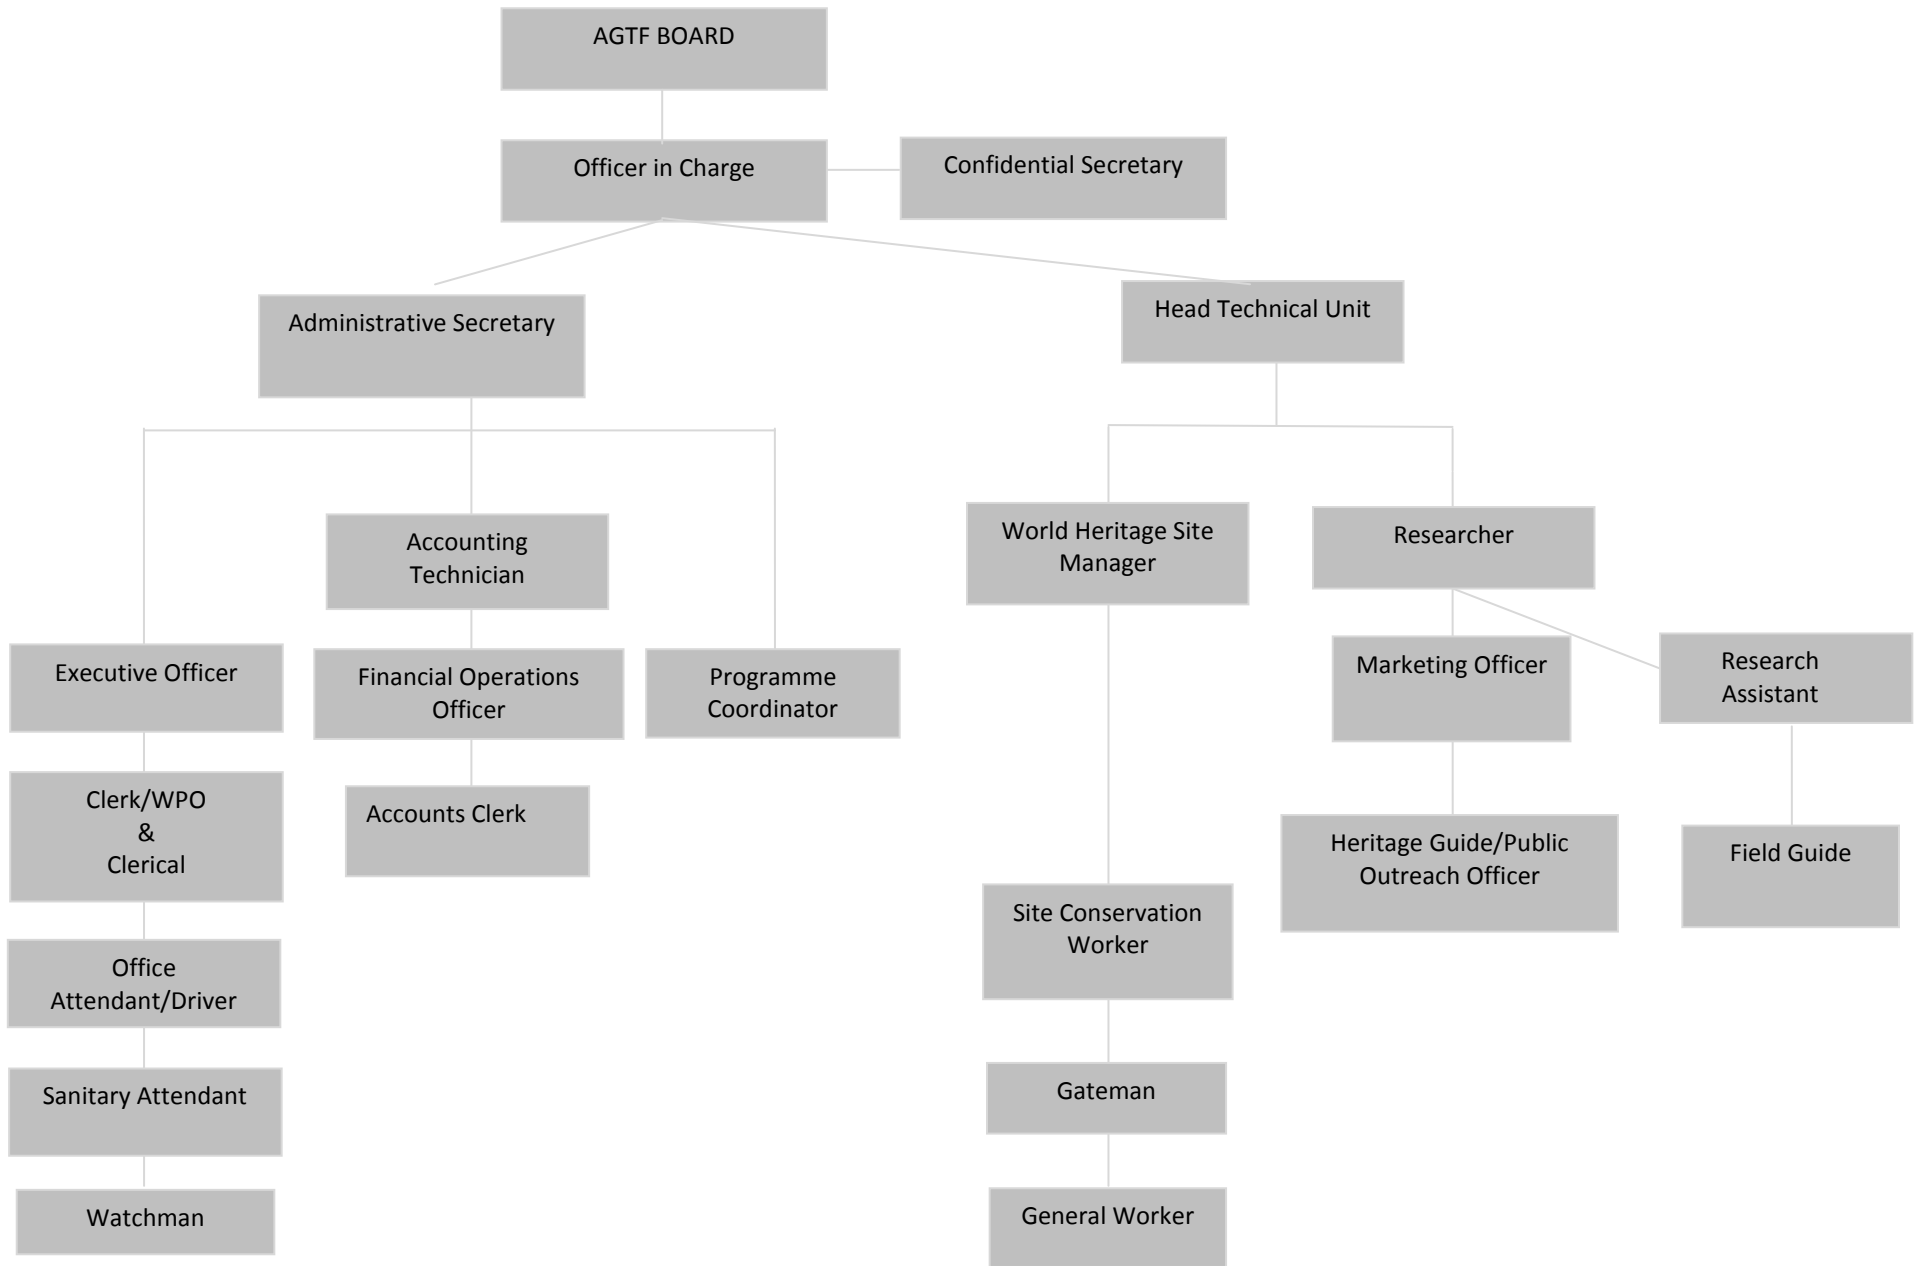 AGTF BOARD
Officer in Charge
Confidential Secretary
Administrative Secretary
Head Technical Unit
Accounting
Technician
World Heritage Site
Manager
Researcher
Executive Officer
Financial Operations
Officer
Programme
Coordinator
Marketing Officer
Research
Assistant
Clerk/WPO
&
Clerical
Accounts Clerk
Heritage Guide/Public
Outreach Officer
Field Guide
Site Conservation
Worker
Office
Attendant/Driver
Sanitary Attendant
Gateman
Watchman
General Worker